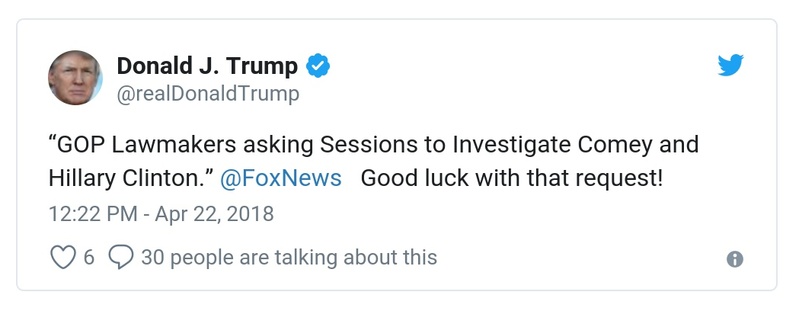 Donald J. Trump
@realDonaldTrump
“GOP Lawmakers asking Sessions to Investigate Comey and
Hillary Clinton.” @FoxNews   Good luck with that request!
12:22 PM - Apr 22, 2018
6 30 people are talking about this